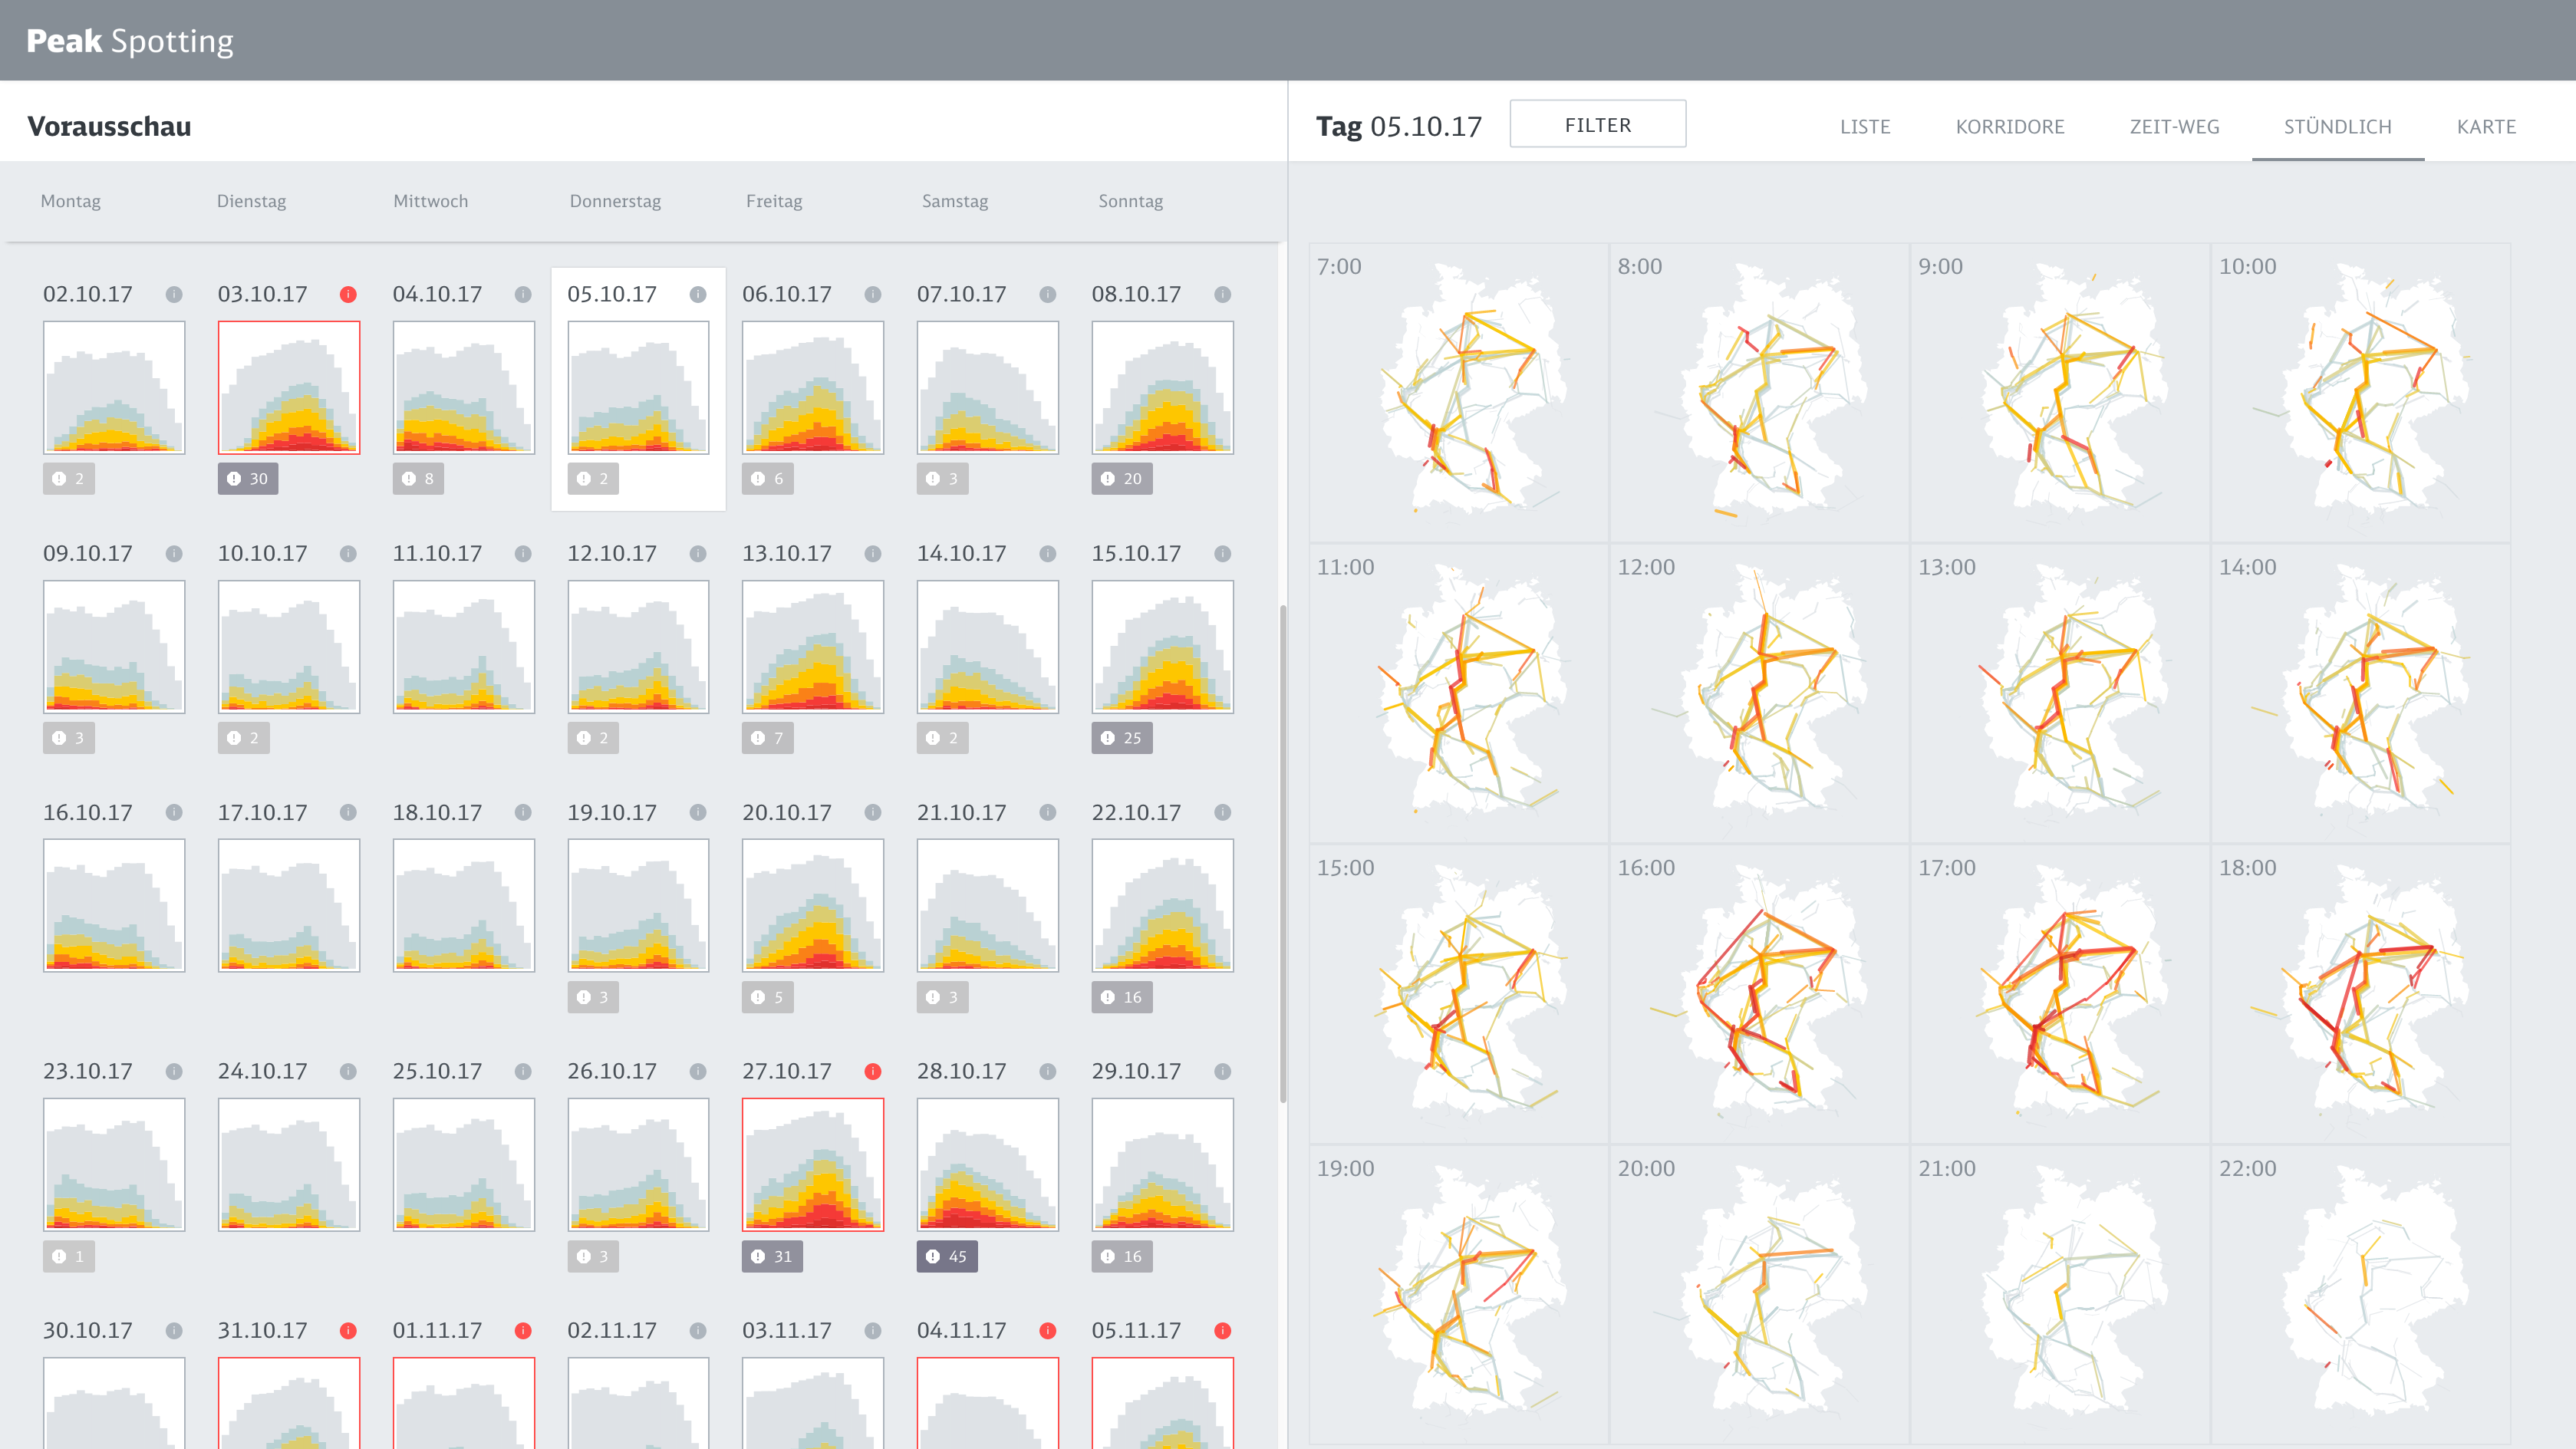 Peak Spotting
Vorausschau
Tag 05.10.17 FILTER LISTE KORRIDORE ZEIT-WEG STÜNDLICH KARTE
Montag Dienstag Mittwoch Donnerstag Freitag Samstag Sonntag
02.10.17 i 03.10.17 i 04.10.17 i 05.10.17 i 06.10.17 i 07.10.17 i 08.10.17 i
! 2 ! 30 ! 8 ! 2 ! 6 ! 3 ! 20
09.10.17 i 10.10.17 i 11.10.17 i 12.10.17 i 13.10.17 i 14.10.17 i 15.10.17 i
! 3 ! 2 ! 2 ! 7 ! 2 ! 25
16.10.17 i 17.10.17 i 18.10.17 i 19.10.17 i 20.10.17 i 21.10.17 i 22.10.17 i
! 3 ! 5 ! 3 ! 16
23.10.17 i 24.10.17 i 25.10.17 i 26.10.17 i 27.10.17 i 28.10.17 i 29.10.17 i
! 1 ! 3 ! 31 ! 45 ! 16
30.10.17 i 31.10.17 i 01.11.17 i 02.11.17 i 03.11.17 i 04.11.17 i 05.11.17 i
7:00 8:00 9:00 10:00
11:00 12:00 13:00 14:00
15:00 16:00 17:00 18:00
19:00 20:00 21:00 22:00